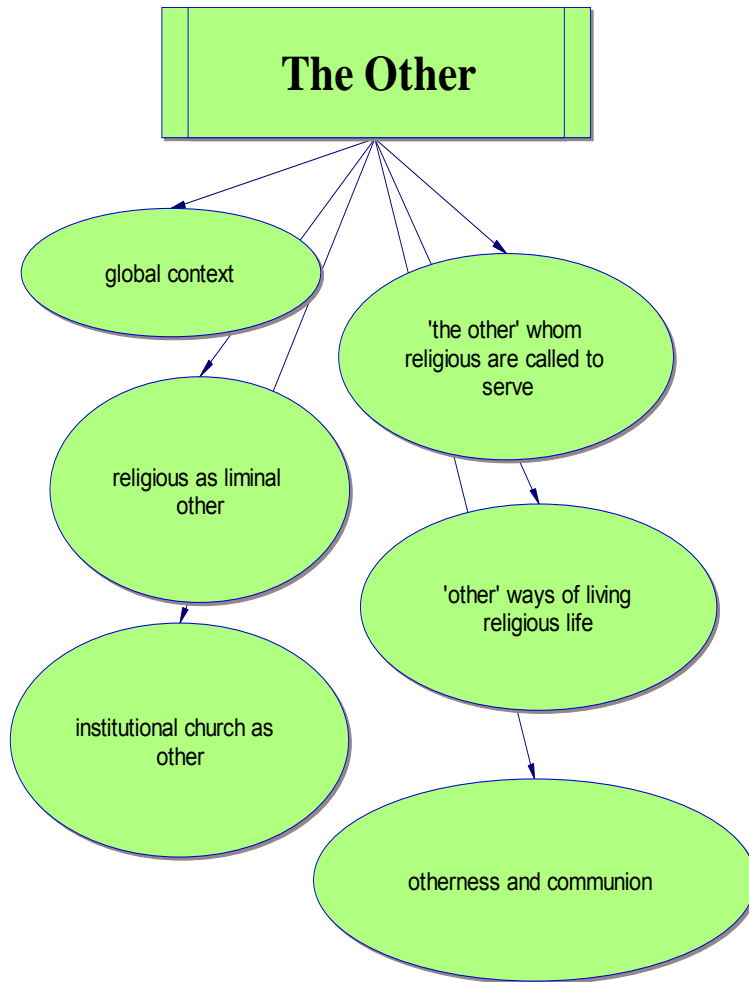 The Other
global context
'the other' whom
religious are called to
serve
religious as liminal
other
'other' ways of living
religious life
institutional church as
other
otherness and communion